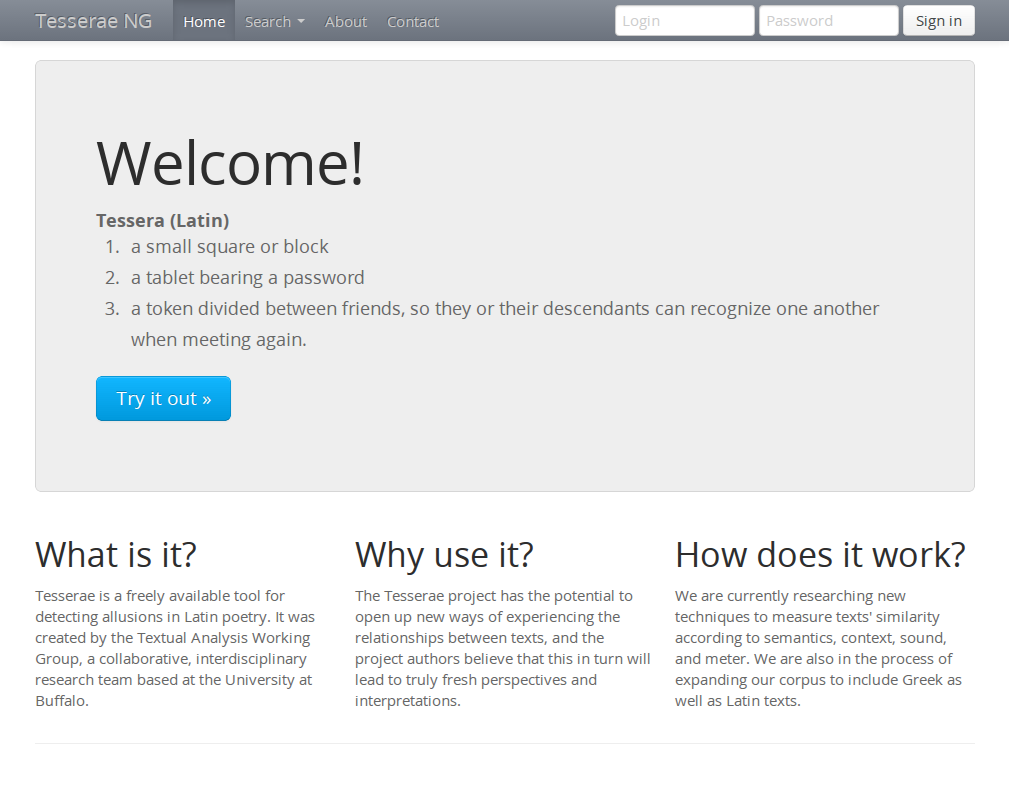 Tesserae NG Home Search About Contact Login Password Sign in
Welcome!
Tessera (Latin)
1. a small square or block
2. a tablet bearing a password
3. a token divided between friends, so they or their descendants can recognize one another
when meeting again.
Try it out »
What is it?
Tesserae is a freely available tool for
detecting allusions in Latin poetry. It was
created by the Textual Analysis Working
Group, a collaborative, interdisciplinary
research team based at the University at
Buffalo.
Why use it?
The Tesserae project has the potential to
open up new ways of experiencing the
relationships between texts, and the
project authors believe that this in turn will
lead to truly fresh perspectives and
interpretations.
How does it work?
We are currently researching new
techniques to measure texts' similarity
according to semantics, context, sound,
and meter. We are also in the process of
expanding our corpus to include Greek as
well as Latin texts.